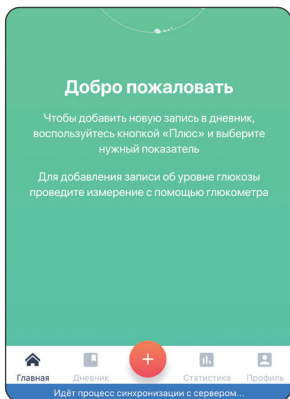 Добро пожаловать
Чтобы добавить новую запись в дневник,
воспользуйтесь кнопкой «Плюс» и выберите
нужный показатель
Для добавления записи об уровне глюкозы
проведите измерение с помощью глюкометра
Главная Дневник Статистика Профиль
Идёт процесс синхронизации с сервером...